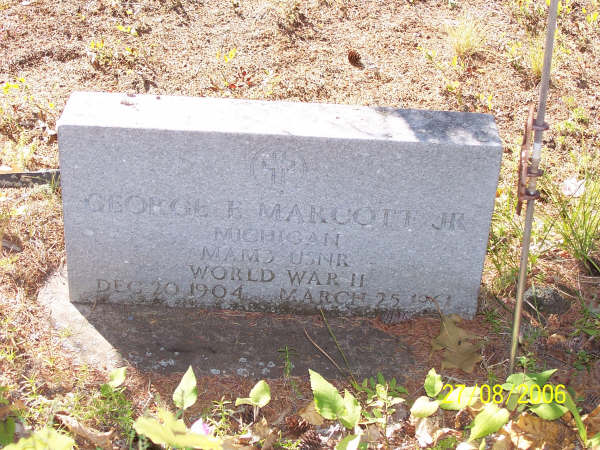 GEORGE E MARCOTT JR
MICHIGAN
MAM3 USNR
WORLD WAR II
DEC 20 1904 MARCH 25
27/08/2006